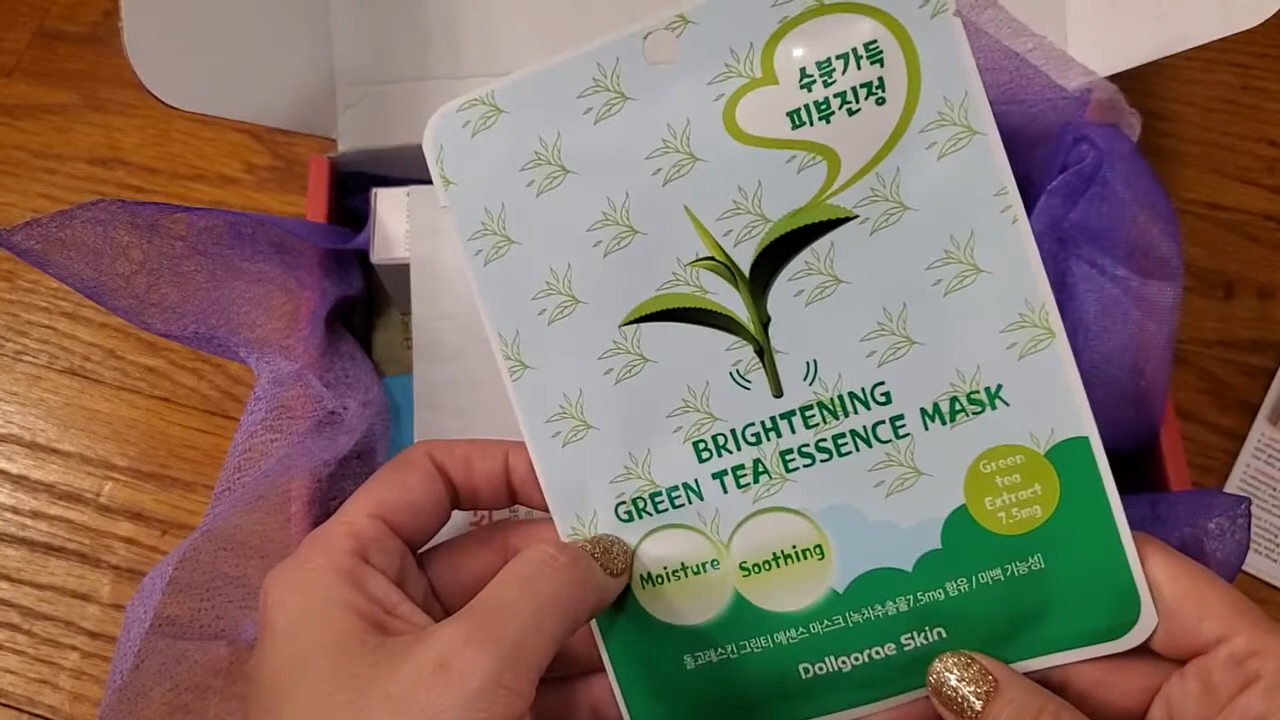 수분가득
피부진정
BRIGHTENING
GREEN TEA ESSENCE MASK
Green
tea
Extract
7.5mg
Moisture
Soothing
돌고래스킨 그린티 에센스 마스크 [녹차추출물7.5mg 함유 / 미백 기능성]
Dollgorae Skin